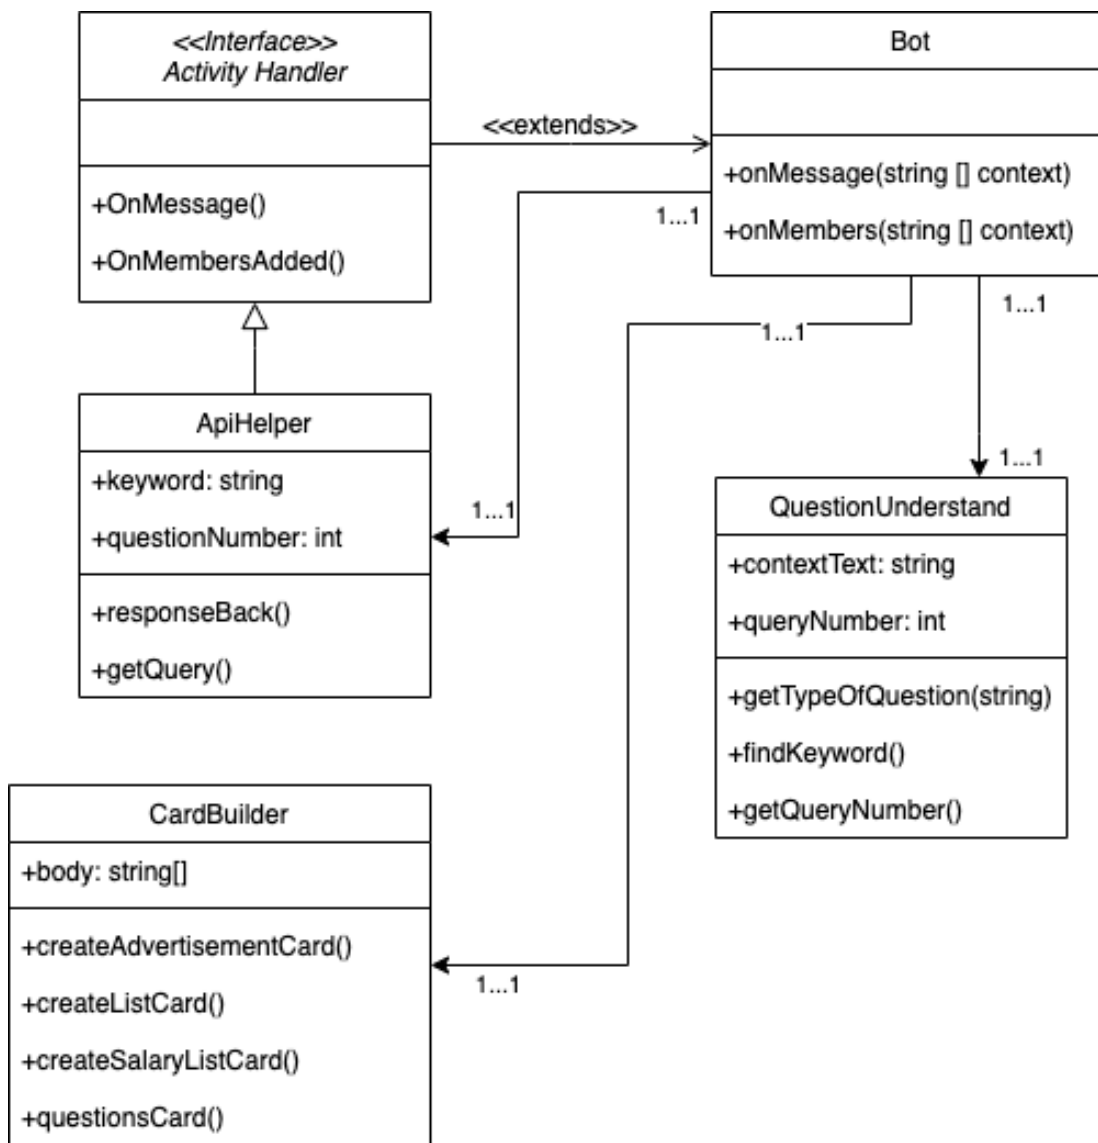 <<Interface>>
Activity Handler
+OnMessage()
+OnMembersAdded()
<<extends>>
Bot
+onMessage(string [] context)
+onMembers(string [] context)
1...1
1...1
1...1
1...1
1...1
1...1
ApiHelper
+keyword: string
+questionNumber: int
+responseBack()
+getQuery()
QuestionUnderstand
+contextText: string
+queryNumber: int
+getTypeOfQuestion(string)
+findKeyword()
+getQueryNumber()
CardBuilder
+body: string[]
+createAdvertisementCard()
+createListCard()
+createSalaryListCard()
+questionsCard()